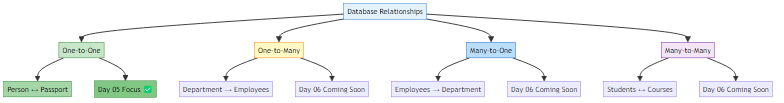 Database Relationships
One-to-One
One-to-Many
Many-to-One
Many-to-Many
Person ↔ Passport
Day 05 Focus ✅
Department → Employees
Day 06 Coming Soon
Employees → Department
Day 06 Coming Soon
Students ↔ Courses
Day 06 Coming Soon